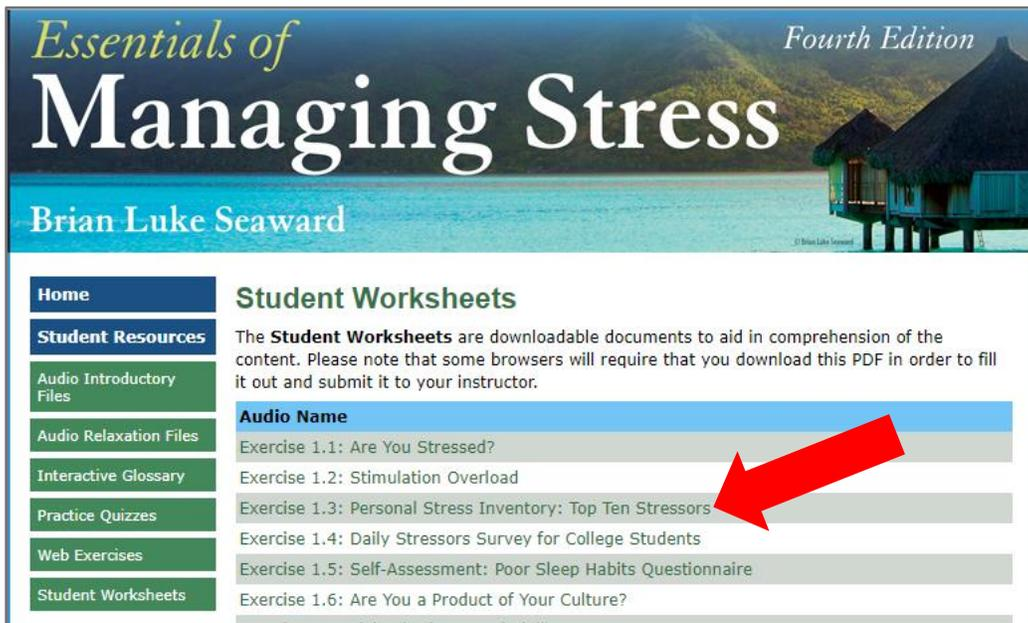 Essentials of
Fourth Edition
Managing Stress
Brian Luke Seaward
© Brian Luke Seaward
Home
Student Resources
Audio Introductory
Files
Audio Relaxation Files
Interactive Glossary
Practice Quizzes
Web Exercises
Student Worksheets
Student Worksheets
The Student Worksheets are downloadable documents to aid in comprehension of the
content. Please note that some browsers will require that you download this PDF in order to fill
it out and submit it to your instructor.
Audio Name
Exercise 1.1: Are You Stressed?
Exercise 1.2: Stimulation Overload
Exercise 1.3: Personal Stress Inventory: Top Ten Stressors
Exercise 1.4: Daily Stressors Survey for College Students
Exercise 1.5: Self-Assessment: Poor Sleep Habits Questionnaire
Exercise 1.6: Are You a Product of Your Culture?